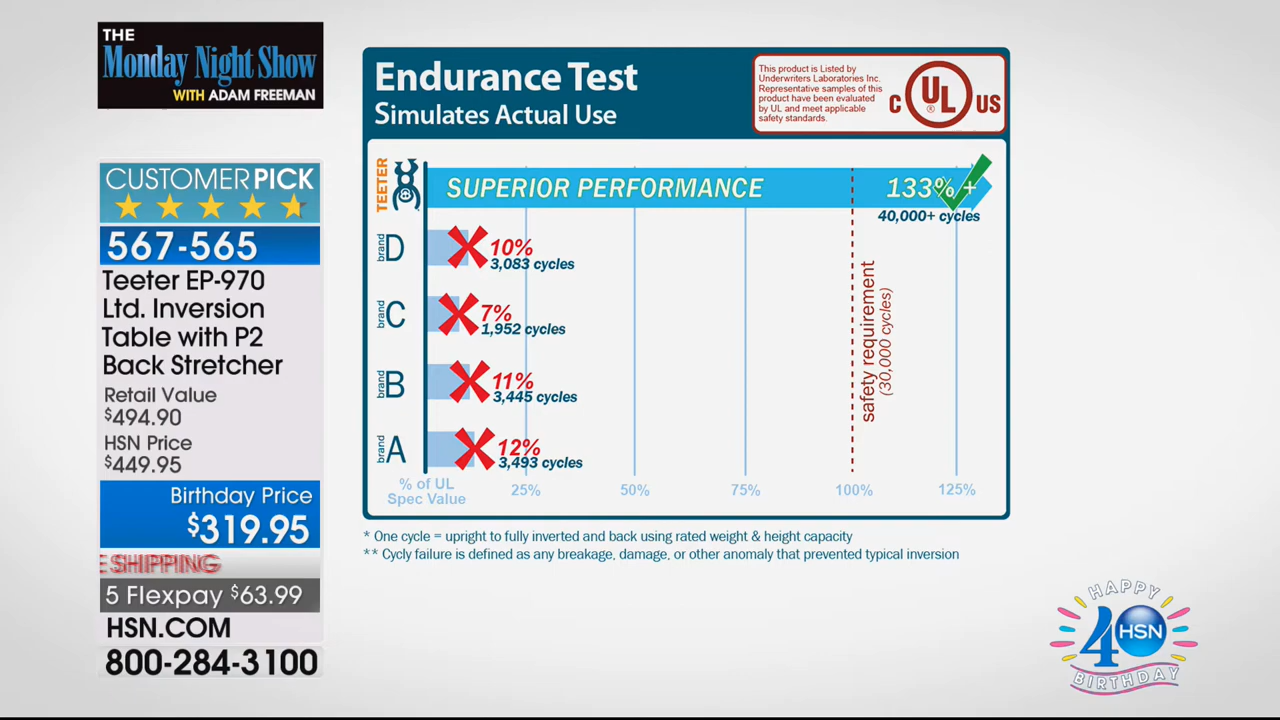 THE
Monday Night Show
WITH ADAM FREEMAN
CUSTOMER PICK
567-565
Teeter EP-970
Ltd. Inversion
Table with P2
Back Stretcher
Retail Value
$494.90
HSN Price
$449.95
Birthday Price
$319.95
E SHIPPING
5 Flexpay $63.99
HSN.COM
800-284-3100
Endurance Test
Simulates Actual Use
This product is Listed by
Underwriters Laboratories Inc.
Representative samples of this
product have been evaluated
by UL and meet applicable
safety standards.
C UL® US
TEETER
SUPERIOR PERFORMANCE
133% +
40,000+ cycles
brand D
10%
3,083 cycles
brand C
7%
1,952 cycles
brand B
11%
3,445 cycles
brand A
12%
3,493 cycles
safety requirement
(30,000 cycles)
% of UL
Spec Value
25%
50%
75%
100%
125%
* One cycle = upright to fully inverted and back using rated weight & height capacity
** Cycly failure is defined as any breakage, damage, or other anomaly that prevented typical inversion
HAPPY
40
HSN
BIRTHDAY